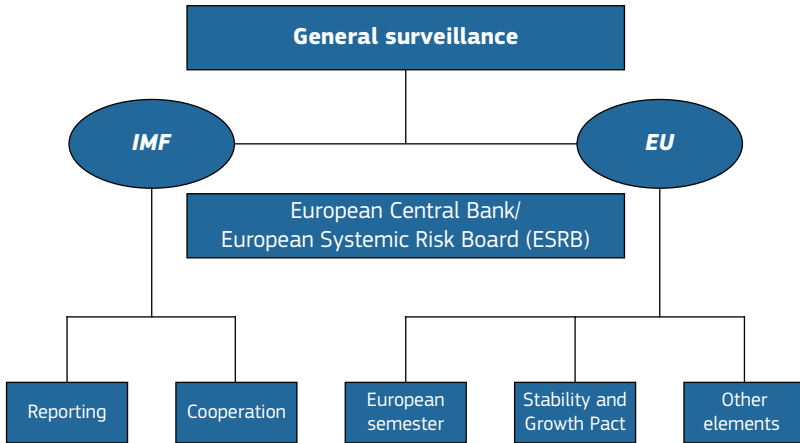 General surveillance
IMF
EU
European Central Bank/
European Systemic Risk Board (ESRB)
Reporting
Cooperation
European
semester
Stability and
Growth Pact
Other
elements